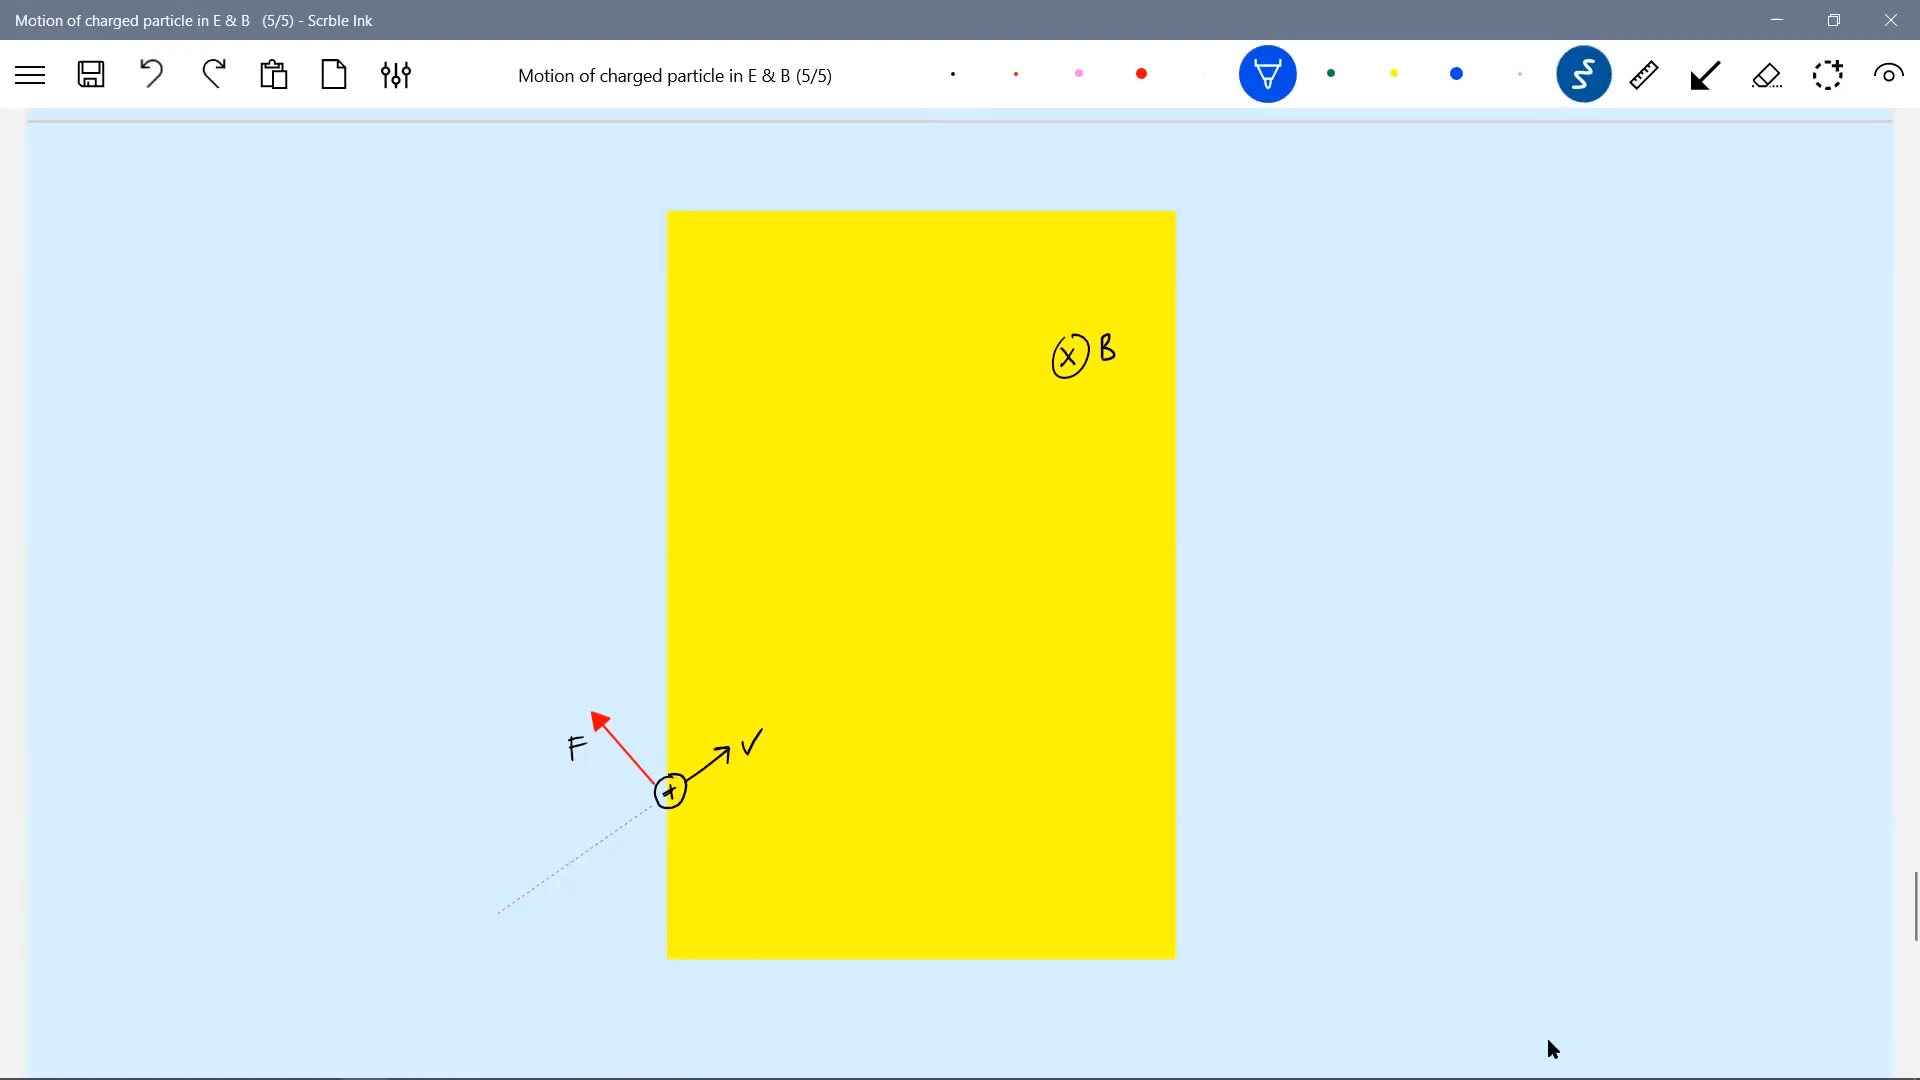 Motion of charged particle in E & B (5/5) - Scrble Ink
Motion of charged particle in E & B (5/5)
X B
F
V
+